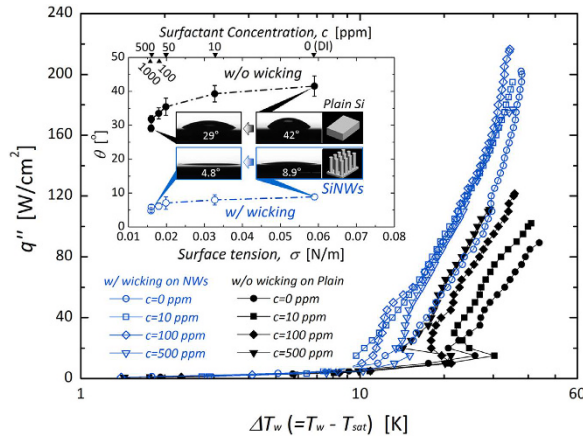 Surfactant Concentration, c [ppm]
500 50 10 0 (DI)
1000 100
w/o wicking
Plain Si
29° 42°
4.8° 8.9°
SiNWs
w/ wicking
50
40
30
20
10
0
θ [°]
0.01 0.02 0.03 0.04 0.05 0.06 0.07 0.08
Surface tension, σ [N/m]
w/ wicking on NWs w/o wicking on Plain
c=0 ppm c=0 ppm
c=10 ppm c=10 ppm
c=100 ppm c=100 ppm
c=500 ppm c=500 ppm
240
200
160
120
80
40
0
q" [W/cm²]
1 10 60
ΔTw (=Tw - Tsat) [K]